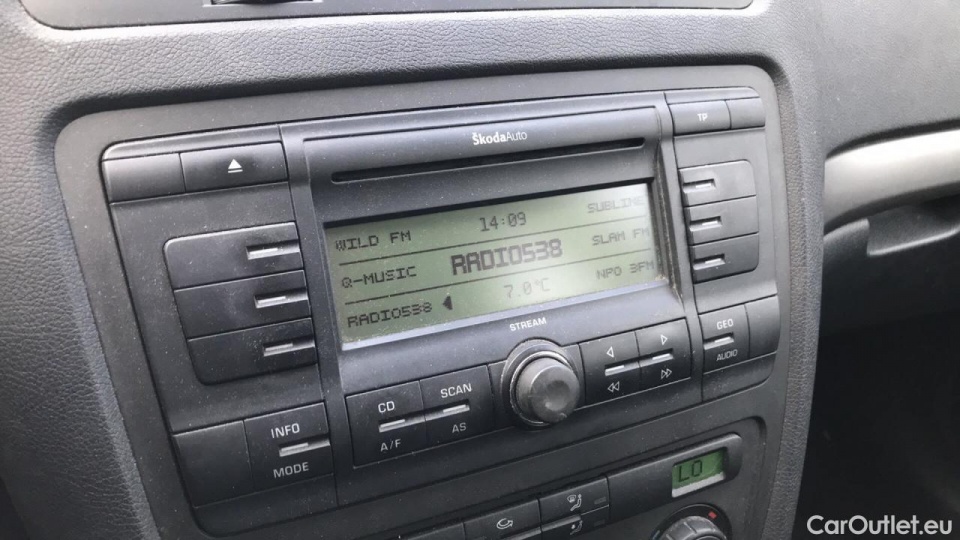 ŠkodaAuto
TP
WILD FM 14:09 SUBLIME
Q-MUSIC RADIO538 SLAM FM
RADIO538 7.0°C NPO 3FM
STREAM
CD SCAN GEO
A/F AS AUDIO
INFO
MODE
LO
CarOutlet.eu